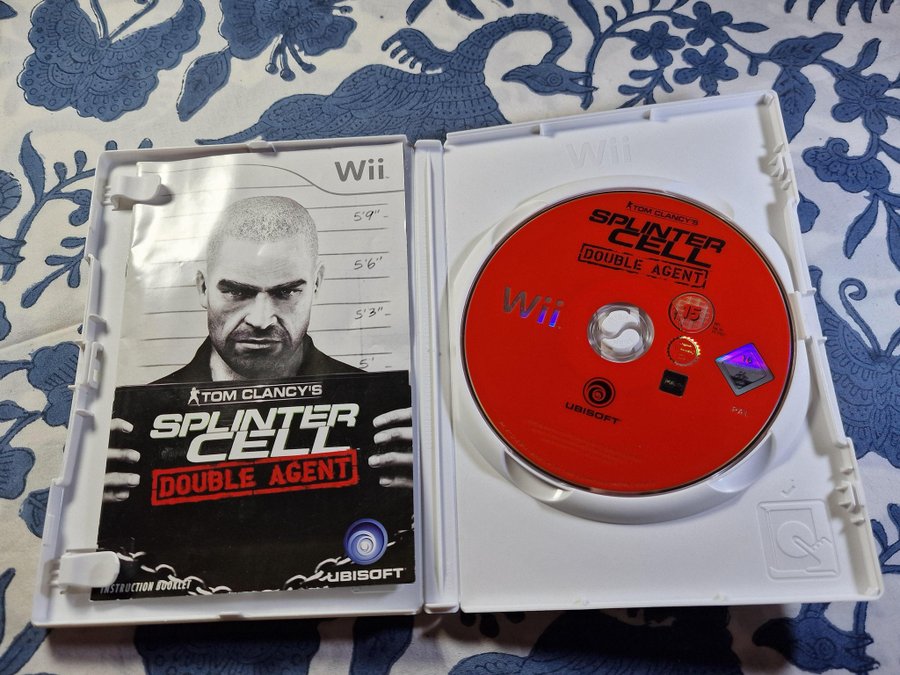 Wii
5'9"
5'6"
5'3"
5'
TOM CLANCY'S
SPLINTER
CELL
DOUBLE AGENT
UBISOFT
INSTRUCTION BOOKLET
Wii
TOM CLANCY'S
SPLINTER
CELL
DOUBLE AGENT
Wii
15
16
PAL
UBISOFT